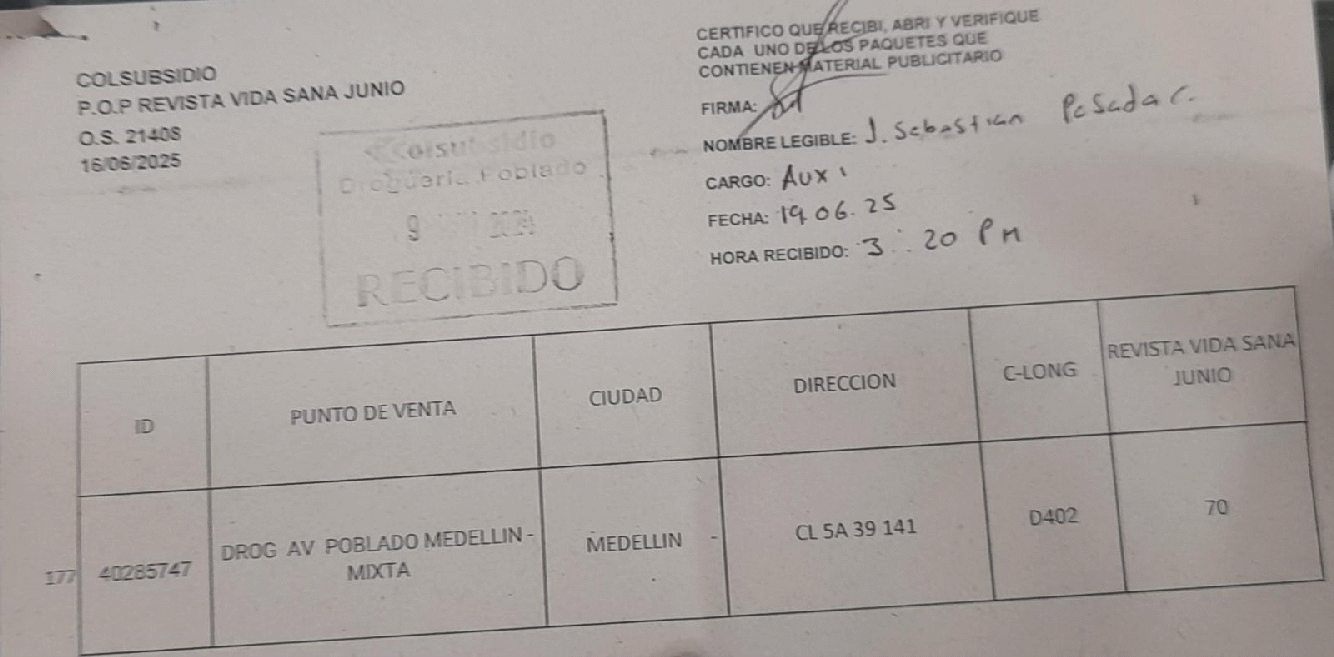 COLSUBSIDIO
P.O.P REVISTA VIDA SANA JUNIO
O.S. 21408
16/06/2025
Colsubsidio
Droguería Poblado
9
RECIBIDO
CERTIFICO QUE RECIBI, ABRI Y VERIFIQUE
CADA UNO DE LOS PAQUETES QUE
CONTIENEN MATERIAL PUBLICITARIO
FIRMA:
NOMBRE LEGIBLE: J. Sebastian Posada C.
CARGO: Aux
FECHA: 19 06.25
HORA RECIBIDO: 3:20 PM
ID PUNTO DE VENTA CIUDAD DIRECCION C-LONG REVISTA VIDA SANA
JUNIO
177 40285747 DROG AV POBLADO MEDELLIN - MEDELLIN - CL 5A 39 141 D402 70
MIXTA